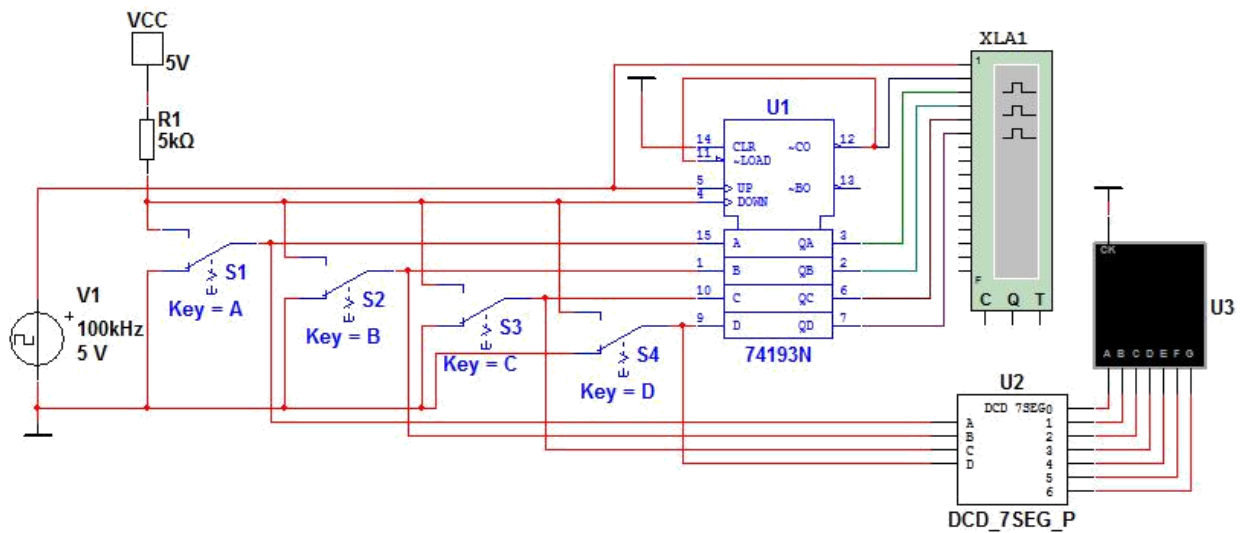 VCC
5V
R1
5kΩ
V1
100kHz
5 V
+
S1
Key = A
S2
Key = B
S3
Key = C
S4
Key = D
U1
14 CLR ~CO 12
11 ~LOAD
5 UP ~BO 13
4 DOWN
15 A QA 3
1 B QB 2
10 C QC 6
9 D QD 7
74193N
XLA1
1
F
C Q T
CK
U3
A B C D E F G
U2
DCD 7SEG0
A 1
B 2
C 3
D 4
5
6
DCD_7SEG_P